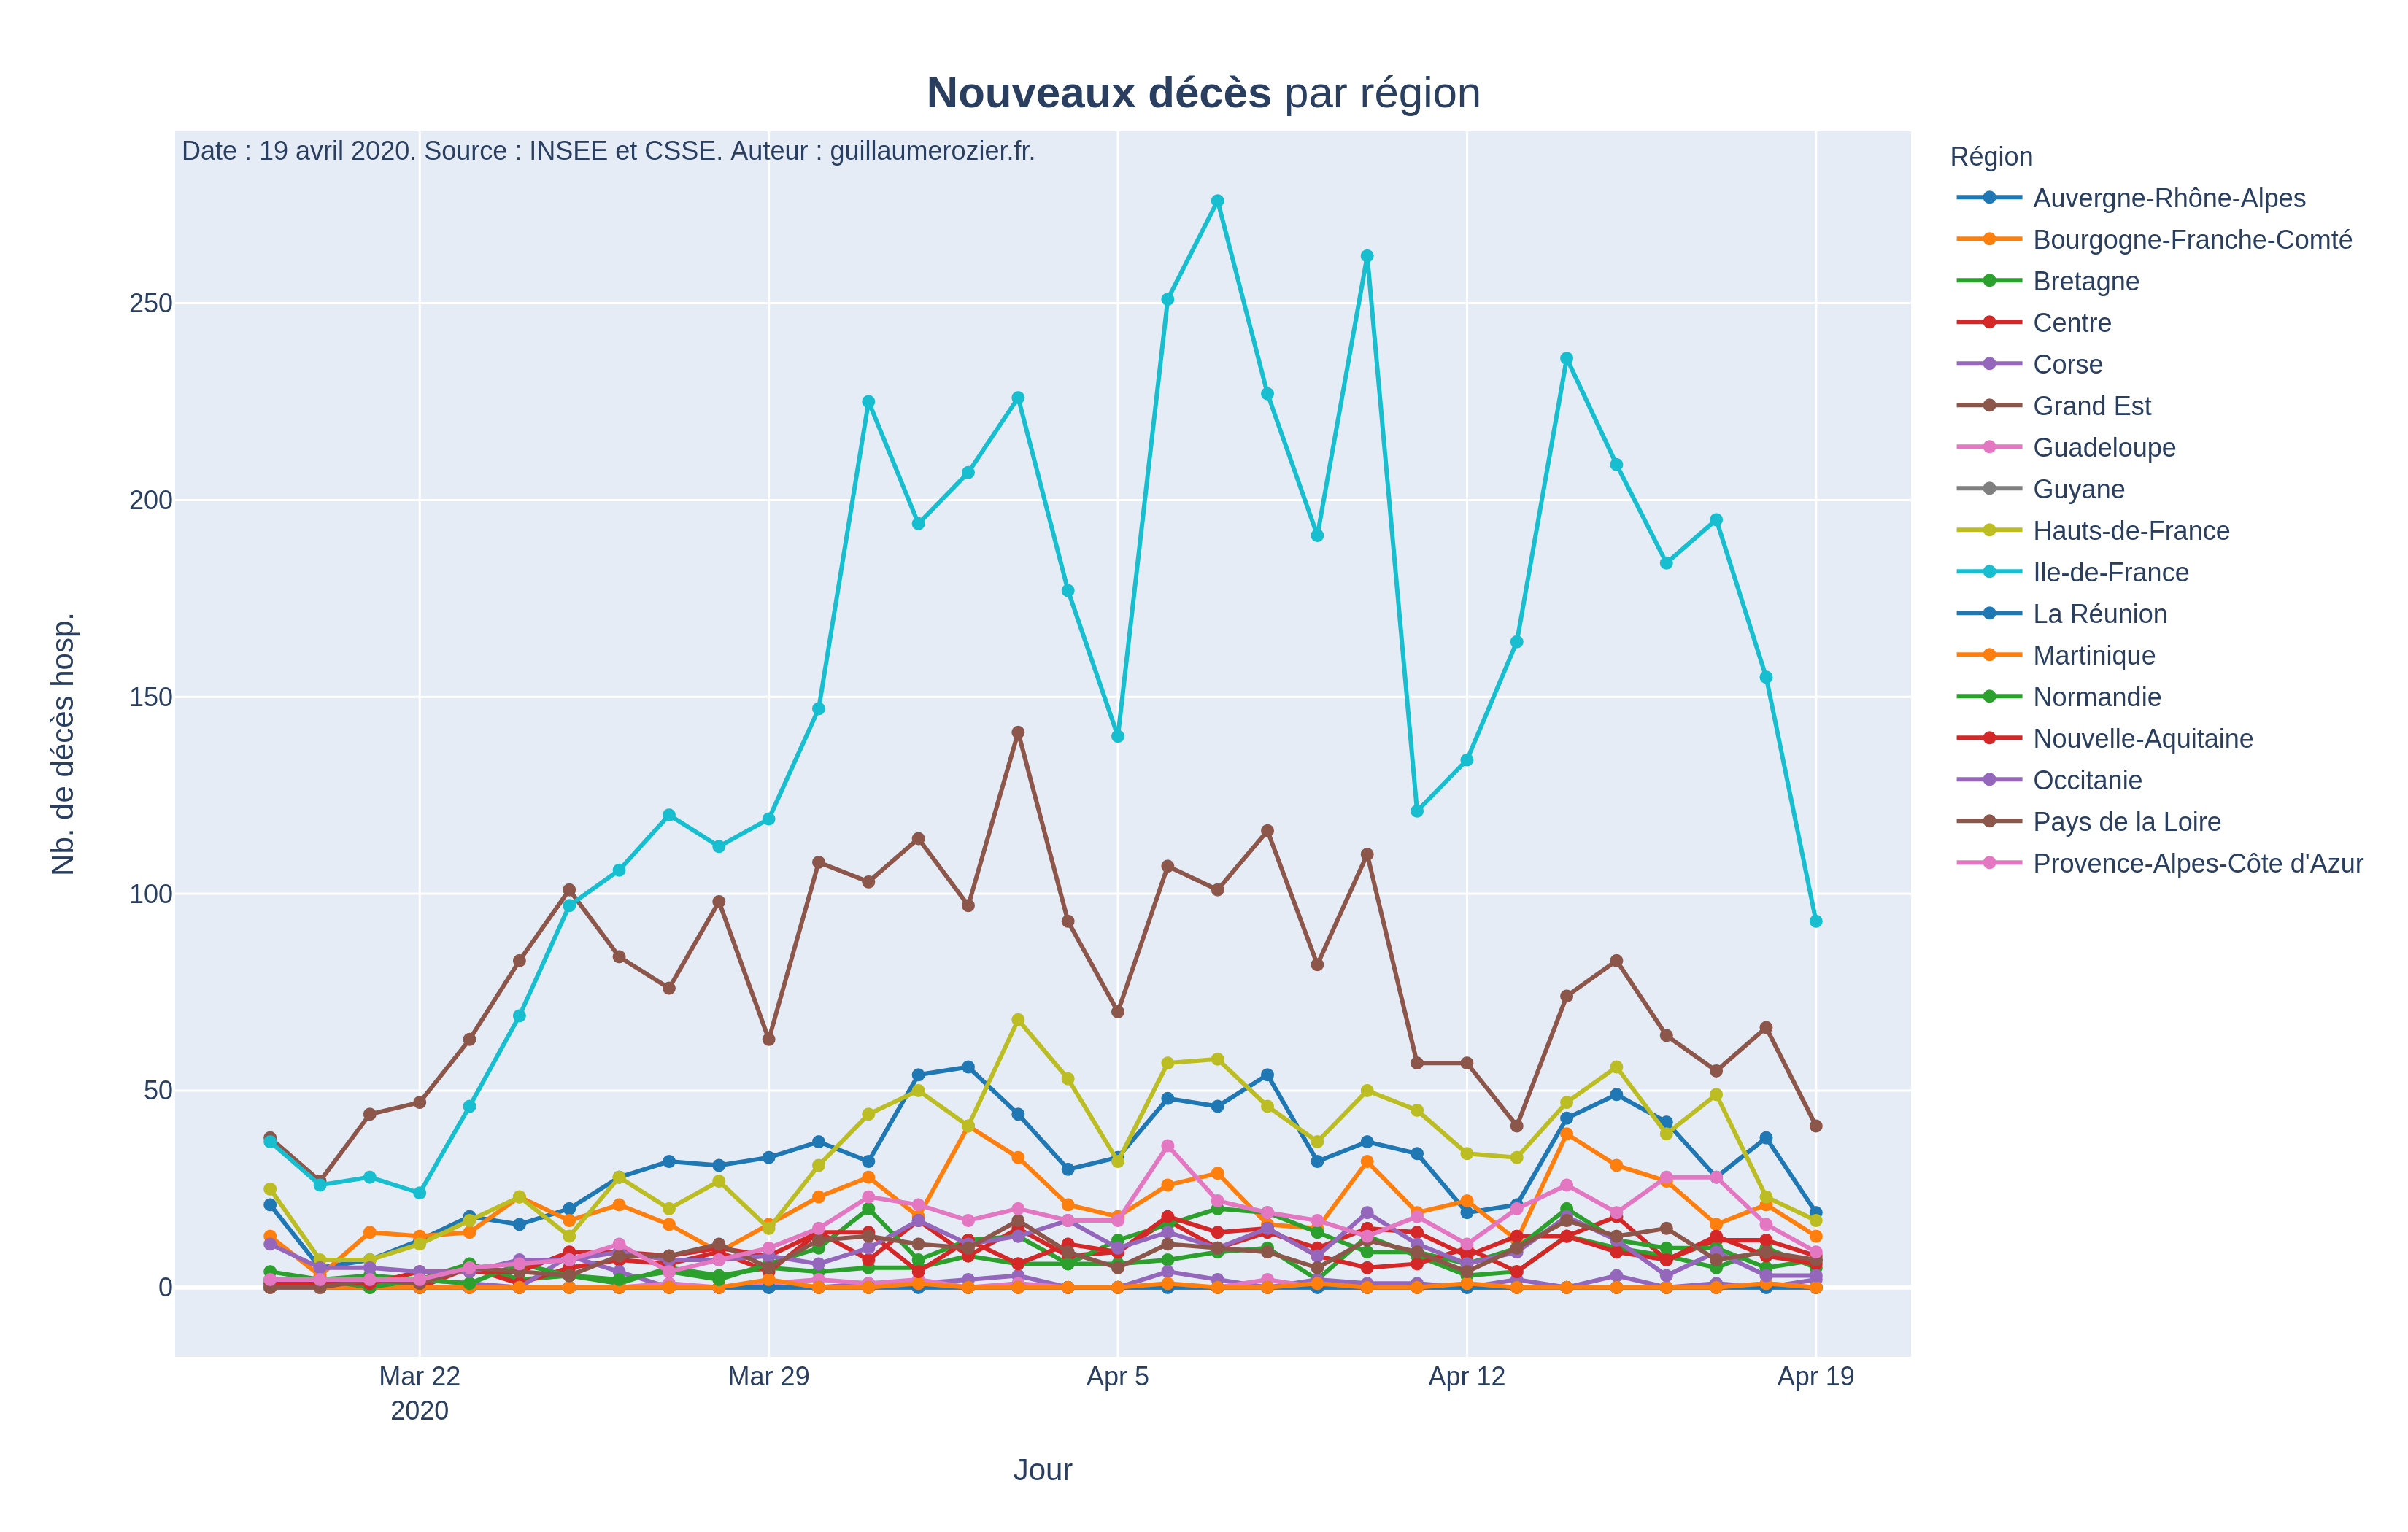 Nouveaux décès par région
Date : 19 avril 2020. Source : INSEE et CSSE. Auteur : guillaumerozier.fr.
Nb. de décès hosp.
250
200
150
100
50
0
Mar 22
2020
Mar 29
Apr 5
Apr 12
Apr 19
Jour
Région
Auvergne-Rhône-Alpes
Bourgogne-Franche-Comté
Bretagne
Centre
Corse
Grand Est
Guadeloupe
Guyane
Hauts-de-France
Ile-de-France
La Réunion
Martinique
Normandie
Nouvelle-Aquitaine
Occitanie
Pays de la Loire
Provence-Alpes-Côte d'Azur